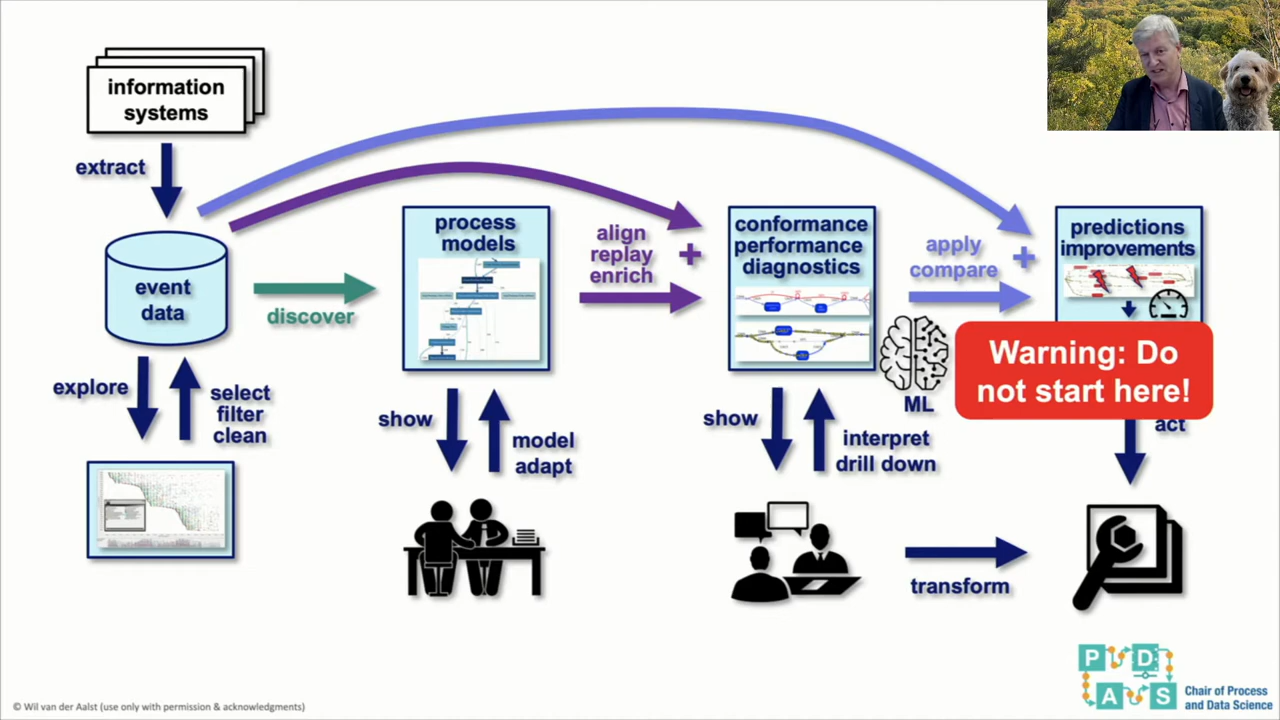 information
systems
extract
event
data
explore
select
filter
clean
discover
process
models
show
model
adapt
align
replay
enrich
+
conformance
performance
diagnostics
show
interpret
drill down
apply
compare
+
ML
predictions
improvements
Warning: Do
not start here!
act
transform
© Wil van der Aalst (use only with permission & acknowledgments)
P D
A S
Chair of Process
and Data Science